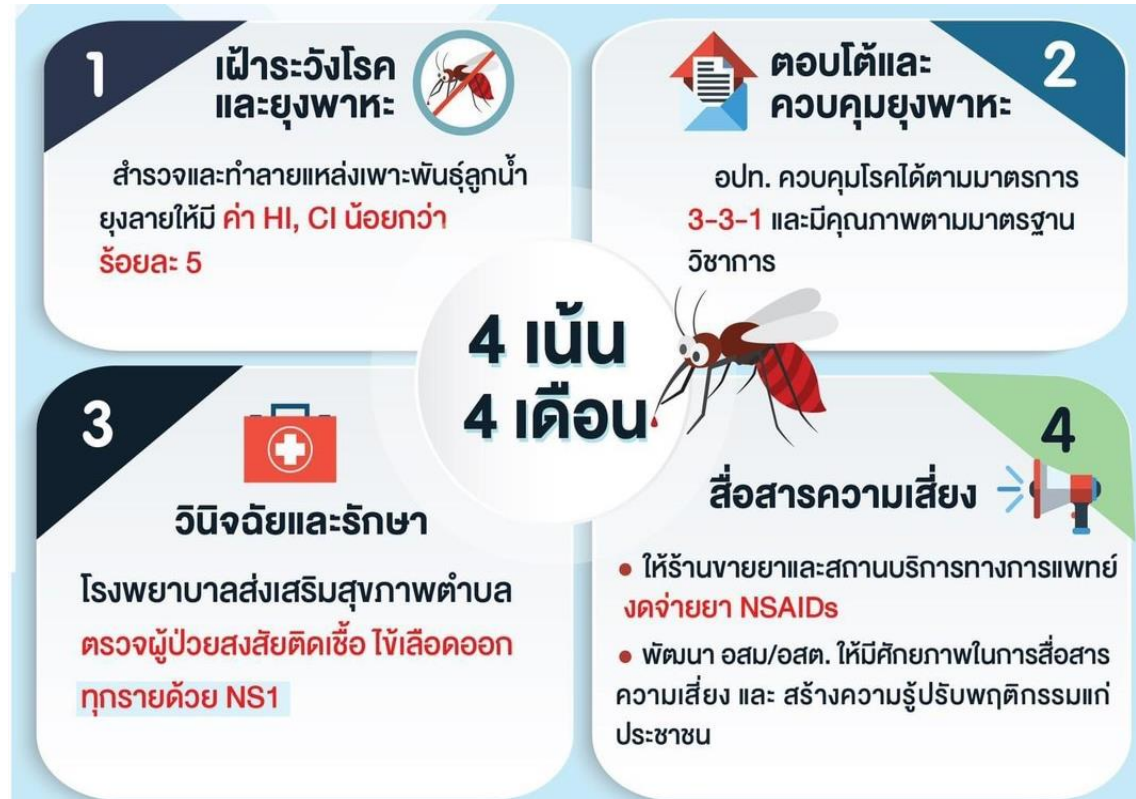 1
เฝ้าระวังโรค
และยุงพาหะ
สำรวจและทำลายแหล่งเพาะพันธุ์ลูกน้ำ
ยุงลายให้มี ค่า HI, CI น้อยกว่า
ร้อยละ 5
2
ตอบโต้และ
ควบคุมยุงพาหะ
อปท. ควบคุมโรคได้ตามมาตรการ
3-3-1 และมีคุณภาพตามมาตรฐาน
วิชาการ
4 เน้น
4 เดือน
3
วินิจฉัยและรักษา
โรงพยาบาลส่งเสริมสุขภาพตำบล
ตรวจผู้ป่วยสงสัยติดเชื้อ ไข้เลือดออก
ทุกรายด้วย NS1
4
สื่อสารความเสี่ยง
• ให้ร้านขายยาและสถานบริการทางการแพทย์
งดจ่ายยา NSAIDs
• พัฒนา อสม/อสต. ให้มีศักยภาพในการสื่อสาร
ความเสี่ยง และ สร้างความรู้ปรับพฤติกรรมแก่
ประชาชน